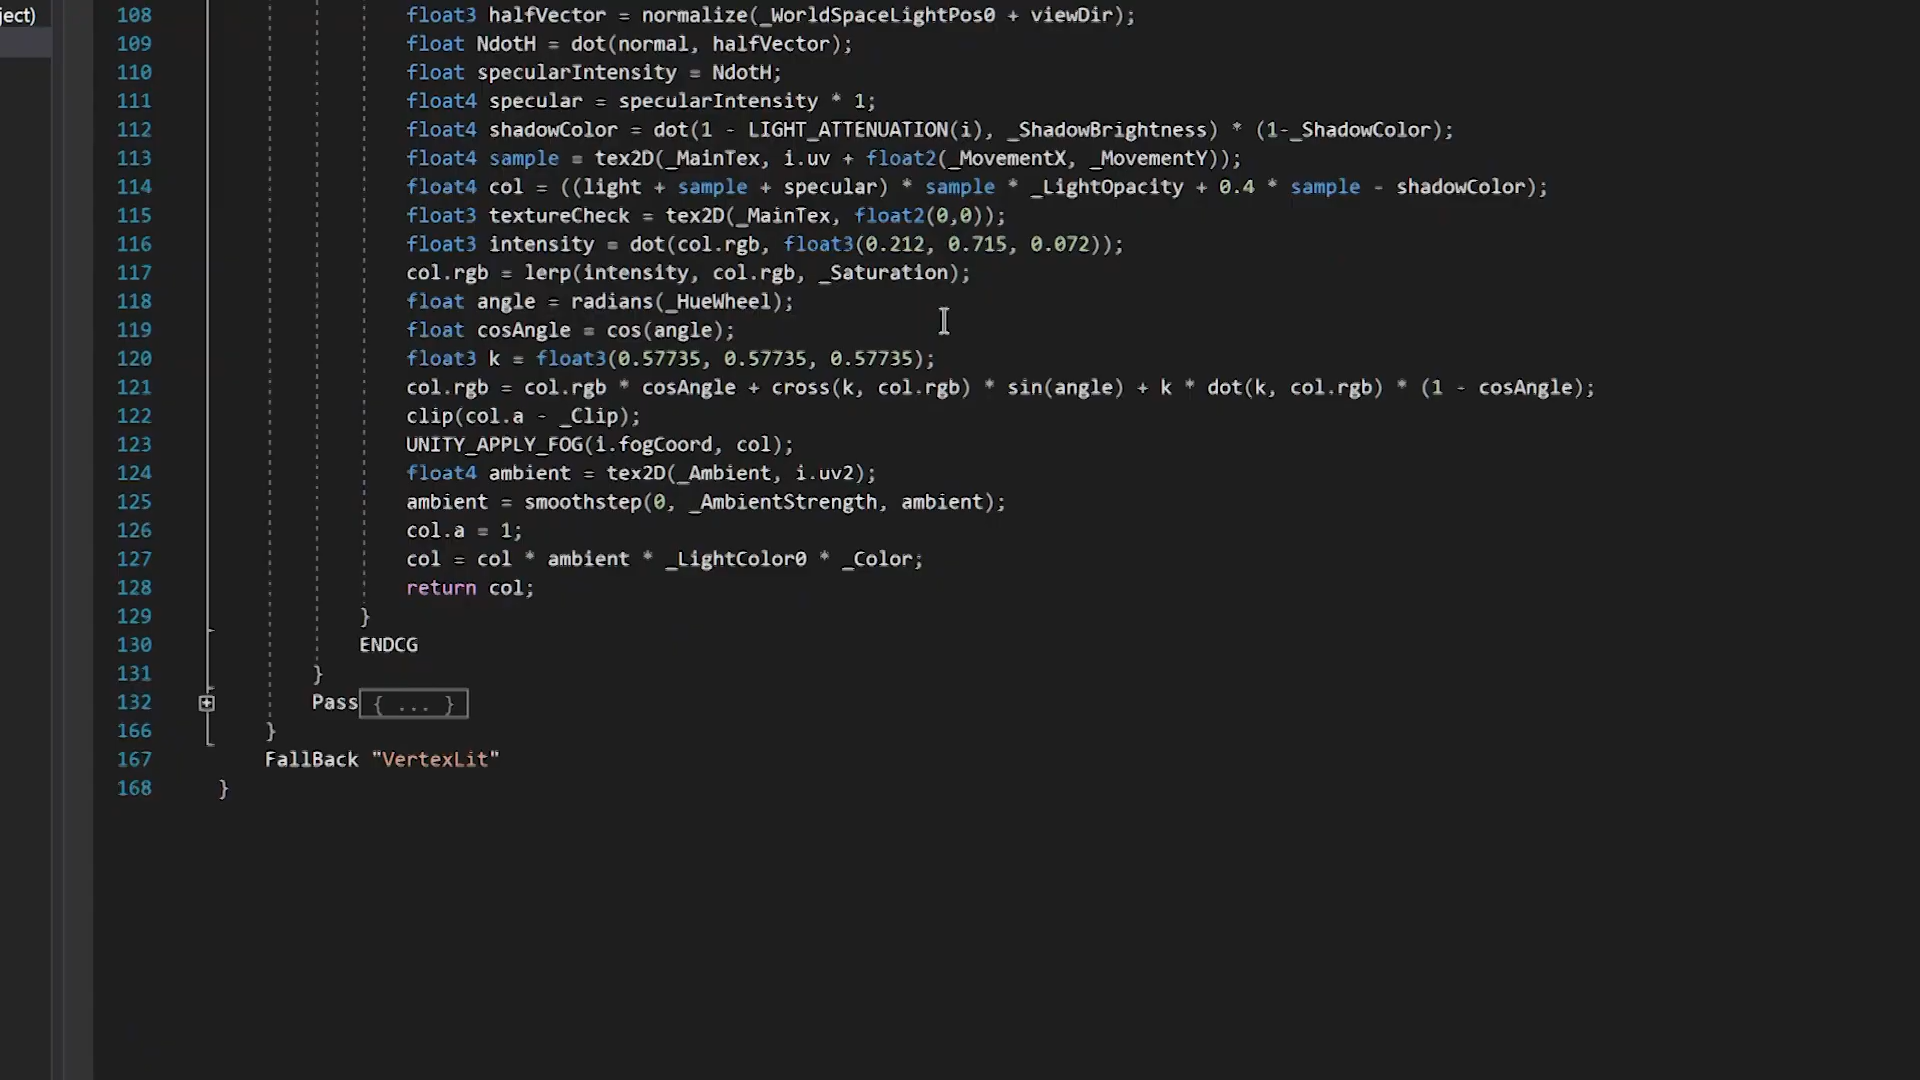 ject)
108 float3 halfVector = normalize(_WorldSpaceLightPos0 + viewDir);
109 float NdotH = dot(normal, halfVector);
110 float specularIntensity = NdotH;
111 float4 specular = specularIntensity * 1;
112 float4 shadowColor = dot(1 - LIGHT_ATTENUATION(i), _ShadowBrightness) * (1-_ShadowColor);
113 float4 sample = tex2D(_MainTex, i.uv + float2(_MovementX, _MovementY));
114 float4 col = ((light + sample + specular) * sample * _LightOpacity + 0.4 * sample - shadowColor);
115 float3 textureCheck = tex2D(_MainTex, float2(0,0));
116 float3 intensity = dot(col.rgb, float3(0.212, 0.715, 0.072));
117 col.rgb = lerp(intensity, col.rgb, _Saturation);
118 float angle = radians(_HueWheel);
119 float cosAngle = cos(angle);
120 float3 k = float3(0.57735, 0.57735, 0.57735);
121 col.rgb = col.rgb * cosAngle + cross(k, col.rgb) * sin(angle) + k * dot(k, col.rgb) * (1 - cosAngle);
122 clip(col.a - _Clip);
123 UNITY_APPLY_FOG(i.fogCoord, col);
124 float4 ambient = tex2D(_Ambient, i.uv2);
125 ambient = smoothstep(0, _AmbientStrength, ambient);
126 col.a = 1;
127 col = col * ambient * _LightColor0 * _Color;
128 return col;
129 }
130 ENDCG
131 }
132 Pass{ ... }
166 }
167 FallBack "VertexLit"
168 }